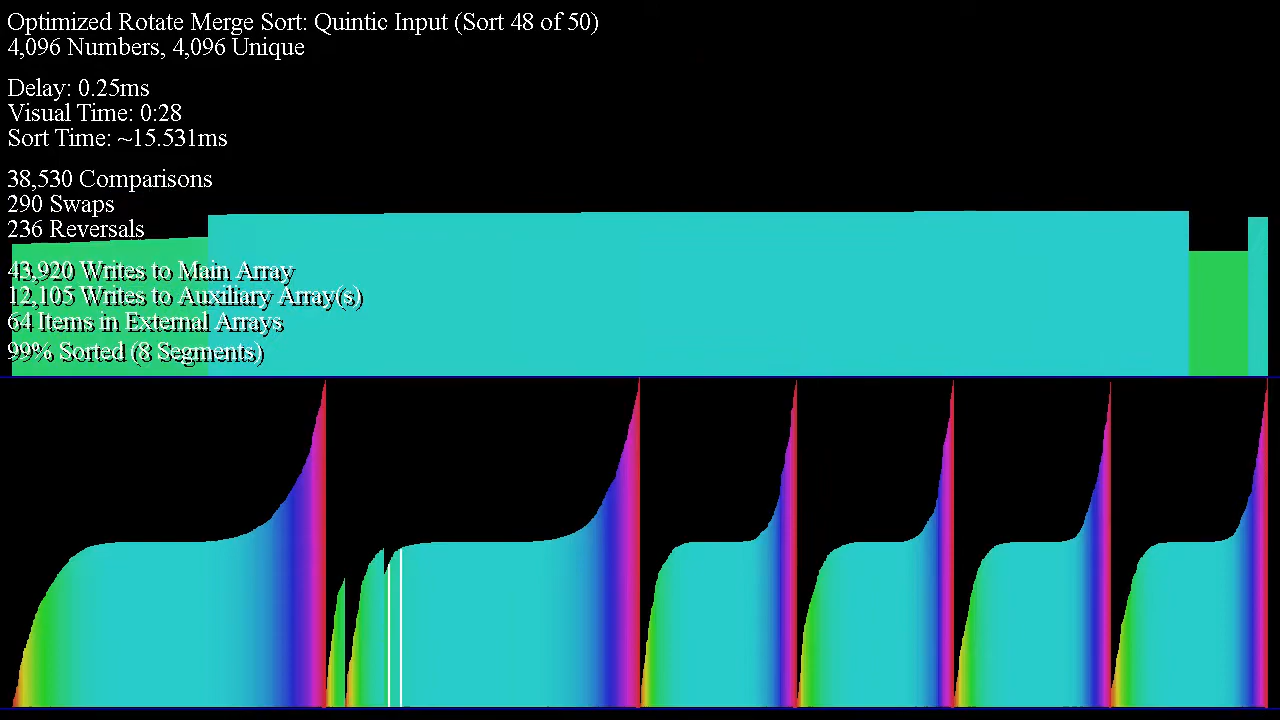 Optimized Rotate Merge Sort: Quintic Input (Sort 48 of 50)
4,096 Numbers, 4,096 Unique
Delay: 0.25ms
Visual Time: 0:28
Sort Time: ~15.531ms
38,530 Comparisons
290 Swaps
236 Reversals
43,920 Writes to Main Array
12,105 Writes to Auxiliary Array(s)
64 Items in External Arrays
99% Sorted (8 Segments)